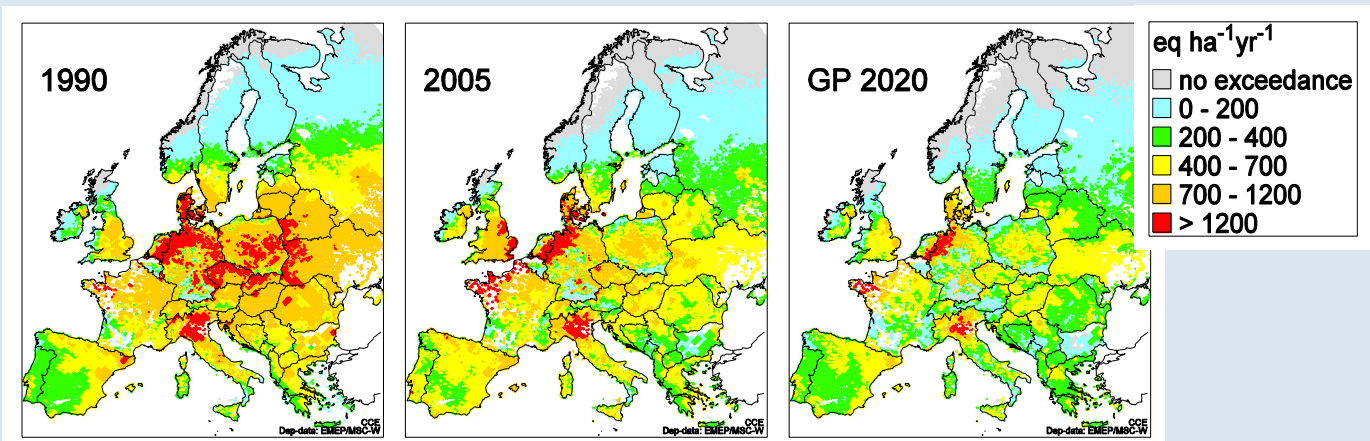 1990
CCE
Dep-data: EMEP/MSC-W
2005
CCE
Dep-data: EMEP/MSC-W
GP 2020
CCE
Dep-data: EMEP/MSC-W
eq ha⁻¹yr⁻¹
no exceedance
0 - 200
200 - 400
400 - 700
700 - 1200
> 1200